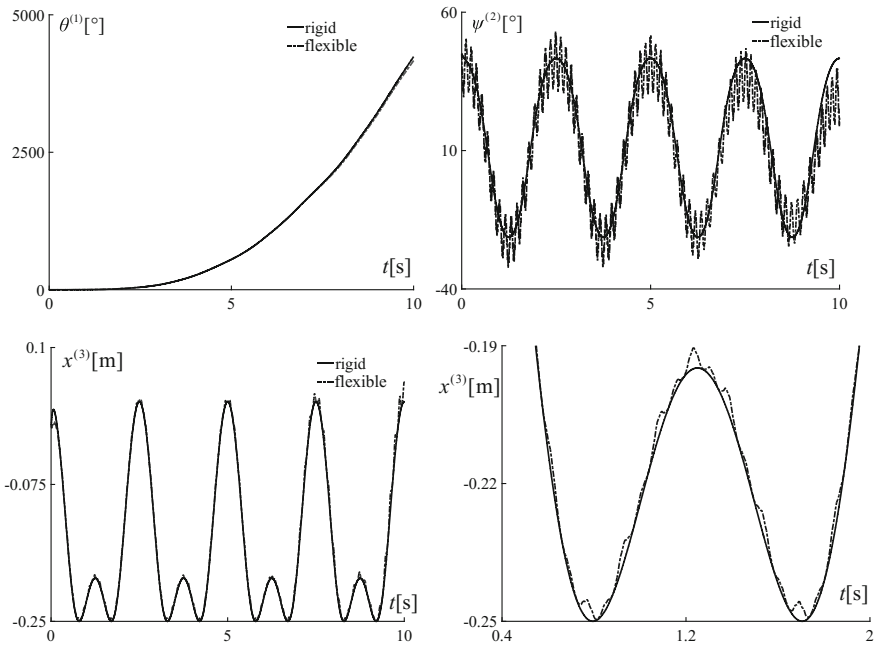 5000
θ(1)[°]
rigid
flexible
2500
t[s]
0
0
5
10
60
ψ(2)[°]
rigid
flexible
10
t[s]
-40
0
5
10
0.1
x(3)[m]
rigid
flexible
-0.075
t[s]
-0.25
0
5
10
-0.19
x(3)[m]
-0.22
t[s]
-0.25
0.4
1.2
2